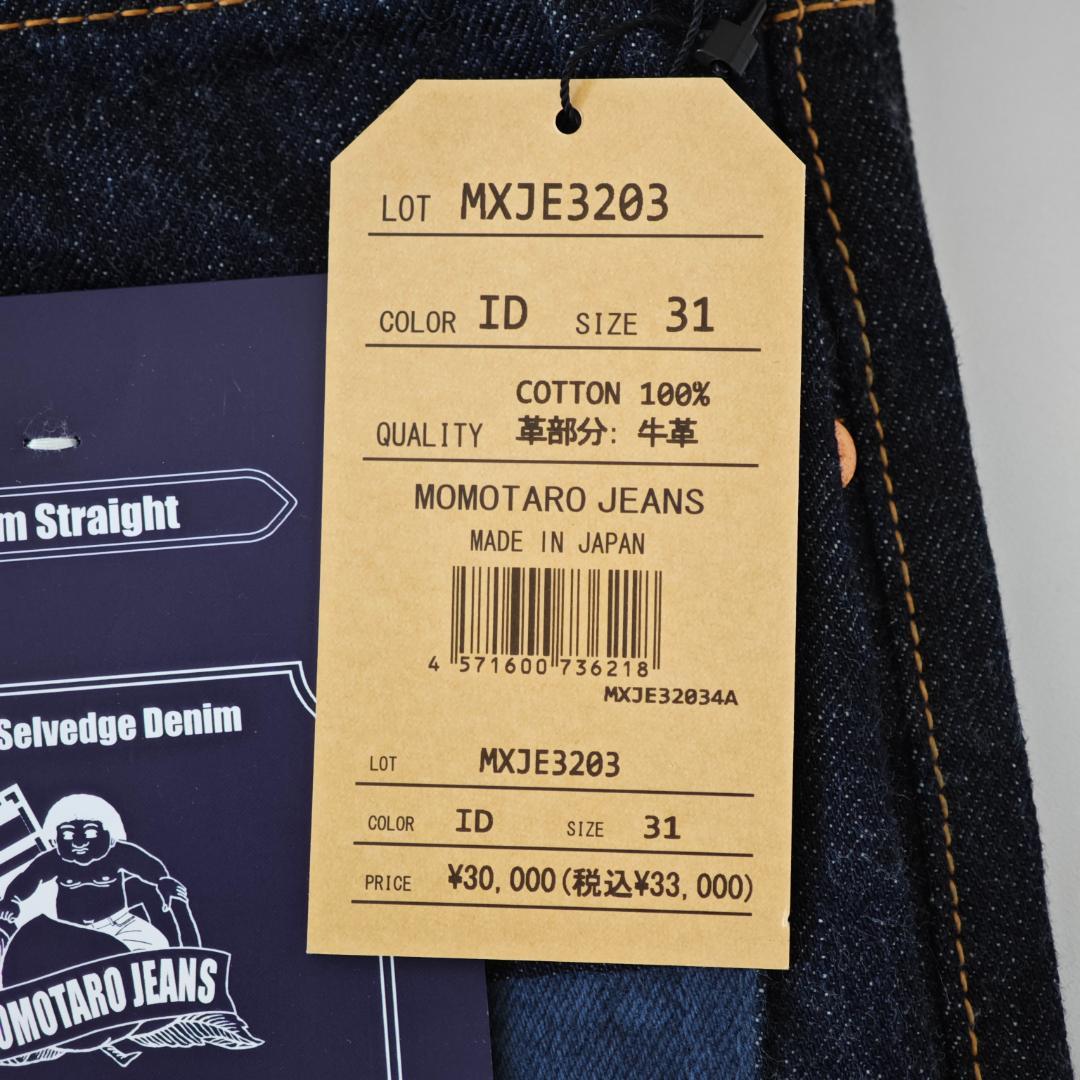 LOT MXJE3203
COLOR ID SIZE 31
COTTON 100%
QUALITY 革部分: 牛革
MOMOTARO JEANS
MADE IN JAPAN
4 571600 736218
MXJE32034A
LOT MXJE3203
COLOR ID SIZE 31
PRICE ¥30,000(税込¥33,000)
m Straight
Selvedge Denim
OMOTARO JEANS